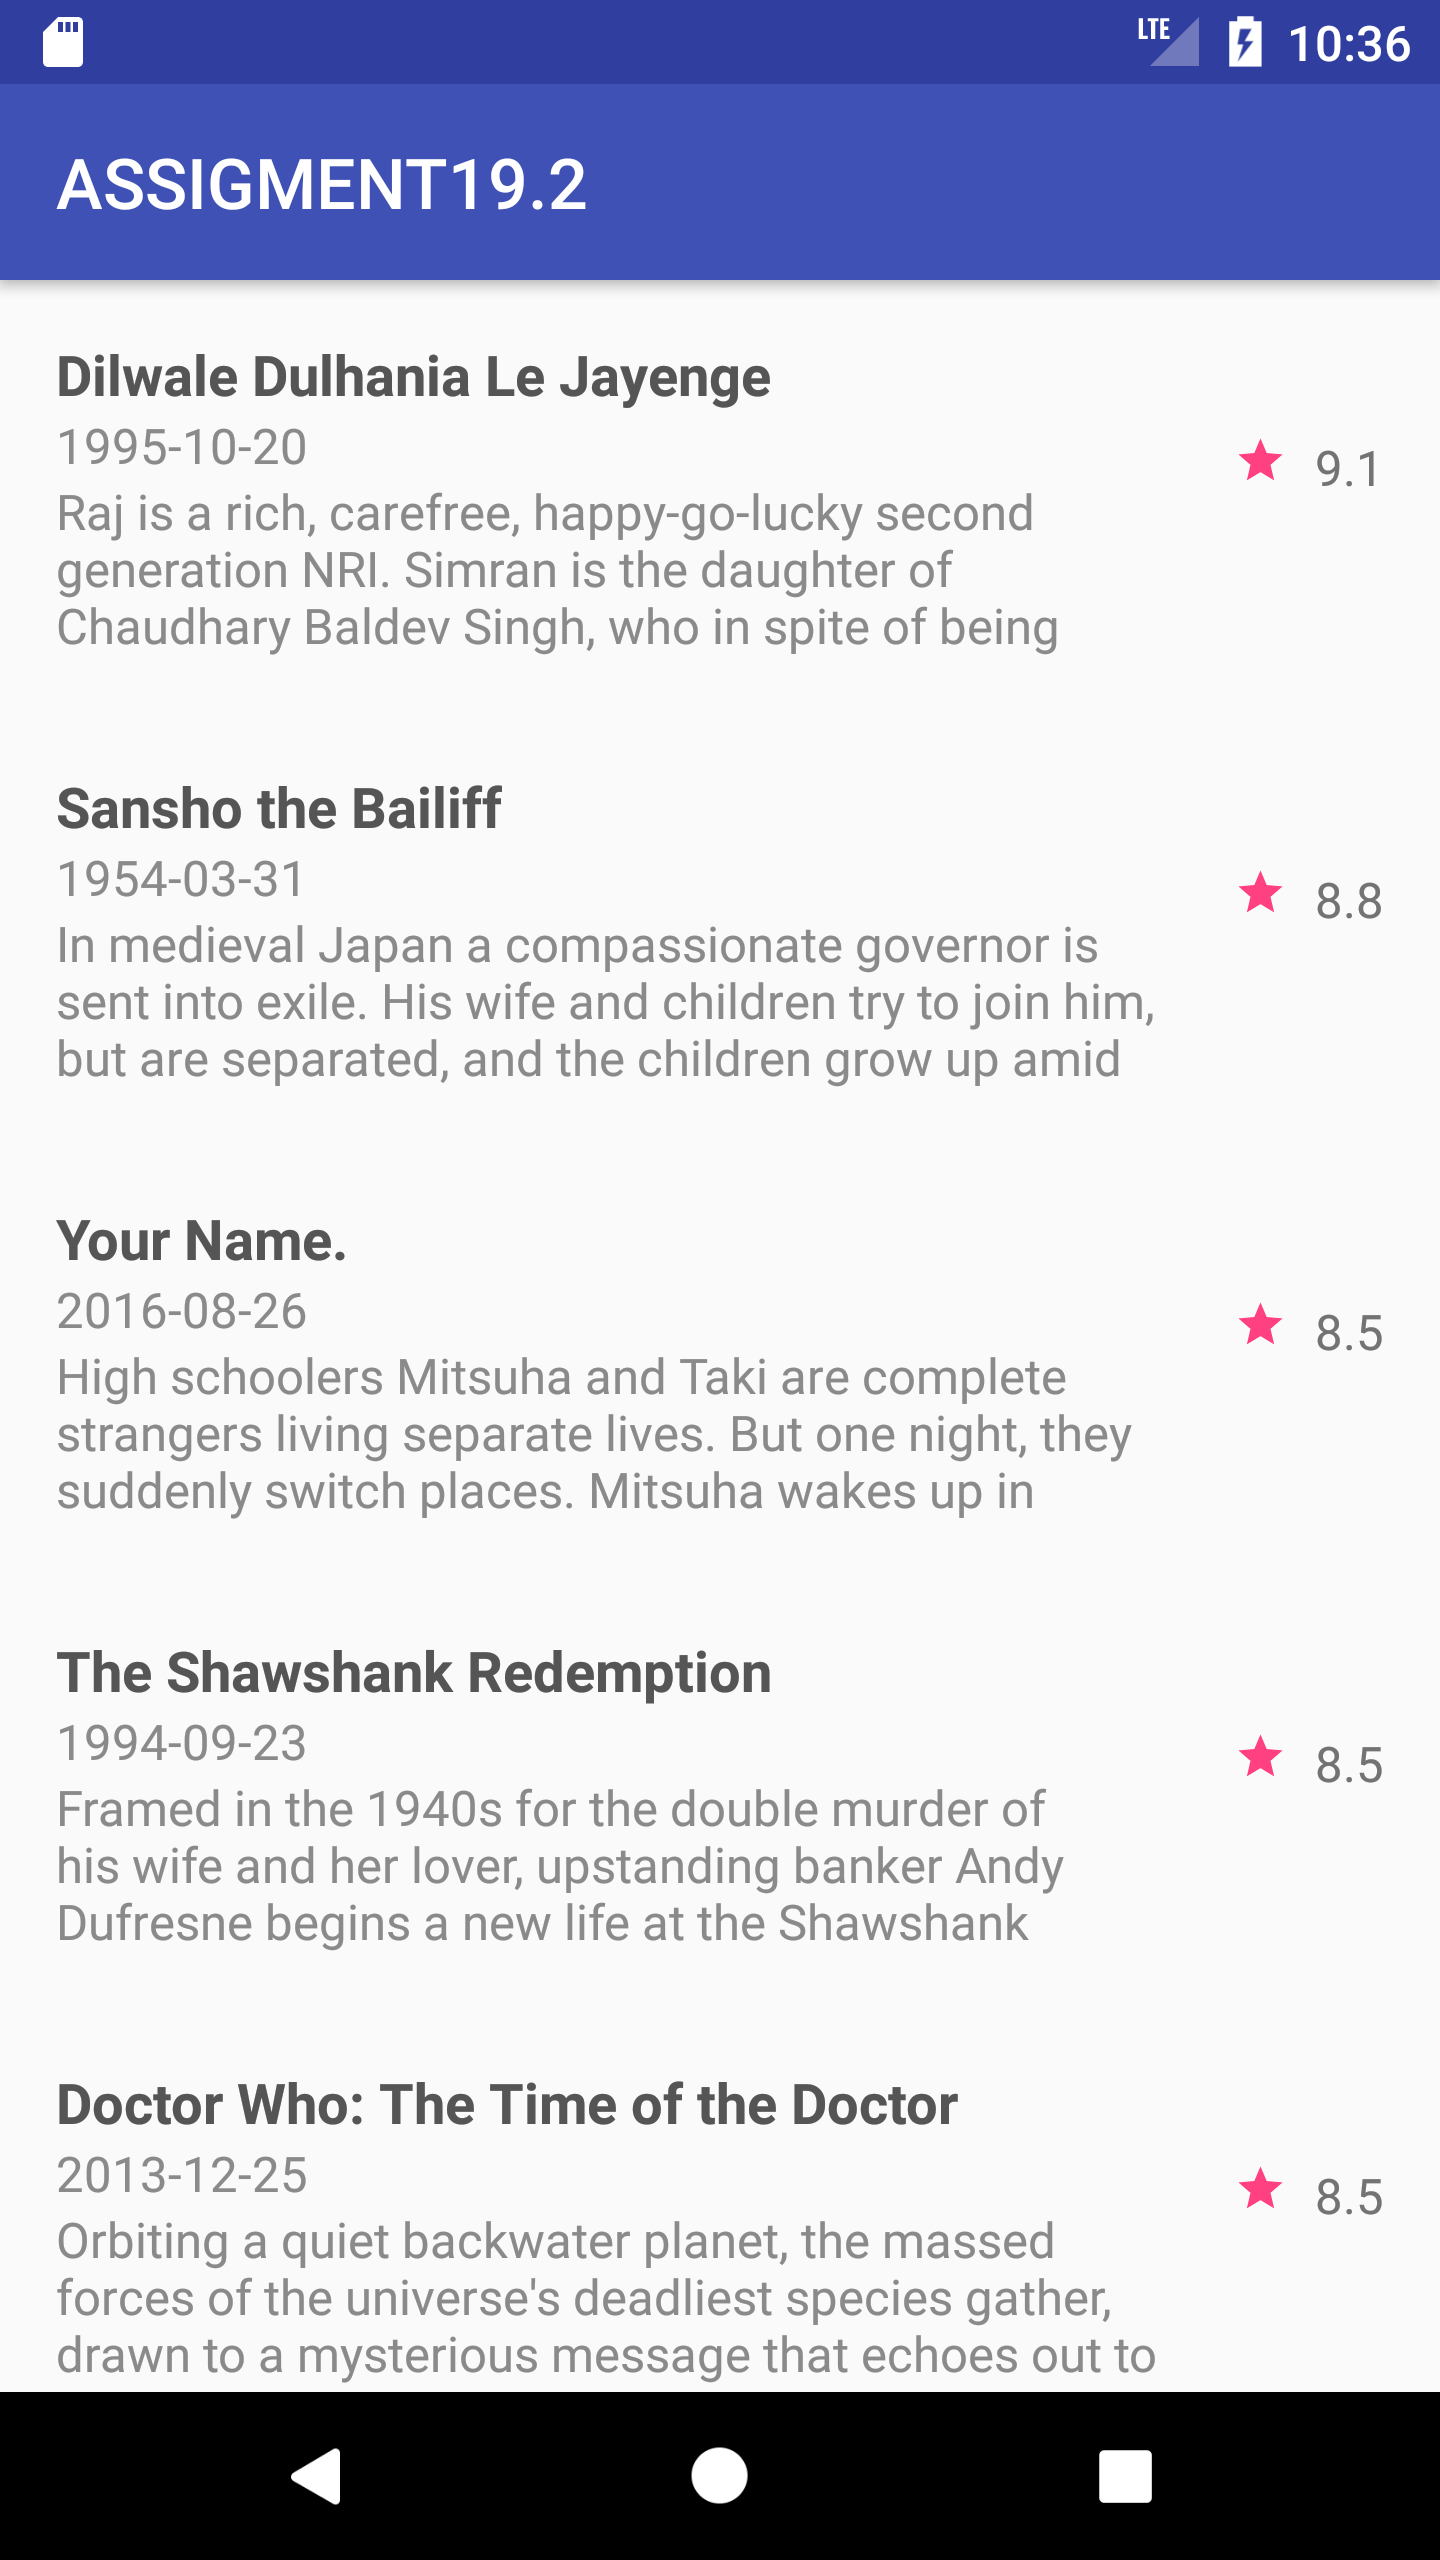 LTE 10:36
ASSIGMENT19.2
Dilwale Dulhania Le Jayenge
1995-10-20
9.1
Raj is a rich, carefree, happy-go-lucky second
generation NRI. Simran is the daughter of
Chaudhary Baldev Singh, who in spite of being
Sansho the Bailiff
1954-03-31
8.8
In medieval Japan a compassionate governor is
sent into exile. His wife and children try to join him,
but are separated, and the children grow up amid
Your Name.
2016-08-26
8.5
High schoolers Mitsuha and Taki are complete
strangers living separate lives. But one night, they
suddenly switch places. Mitsuha wakes up in
The Shawshank Redemption
1994-09-23
8.5
Framed in the 1940s for the double murder of
his wife and her lover, upstanding banker Andy
Dufresne begins a new life at the Shawshank
Doctor Who: The Time of the Doctor
2013-12-25
8.5
Orbiting a quiet backwater planet, the massed
forces of the universe's deadliest species gather,
drawn to a mysterious message that echoes out to